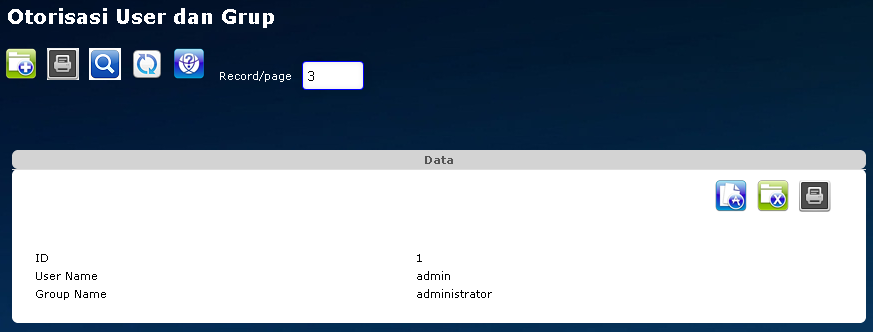 Otorisasi User dan Grup
Record/page 3
Data
ID 1
User Name admin
Group Name administrator